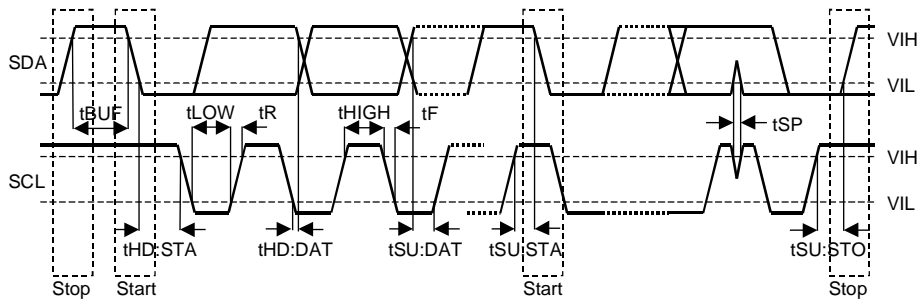 VIH
SDA
VIL
tBUF
tLOW
tR
tHIGH
tF
tSP
VIH
SCL
VIL
tHD:STA
tHD:DAT
tSU:DAT
tSU:STA
tSU:STO
Stop
Start
Start
Stop